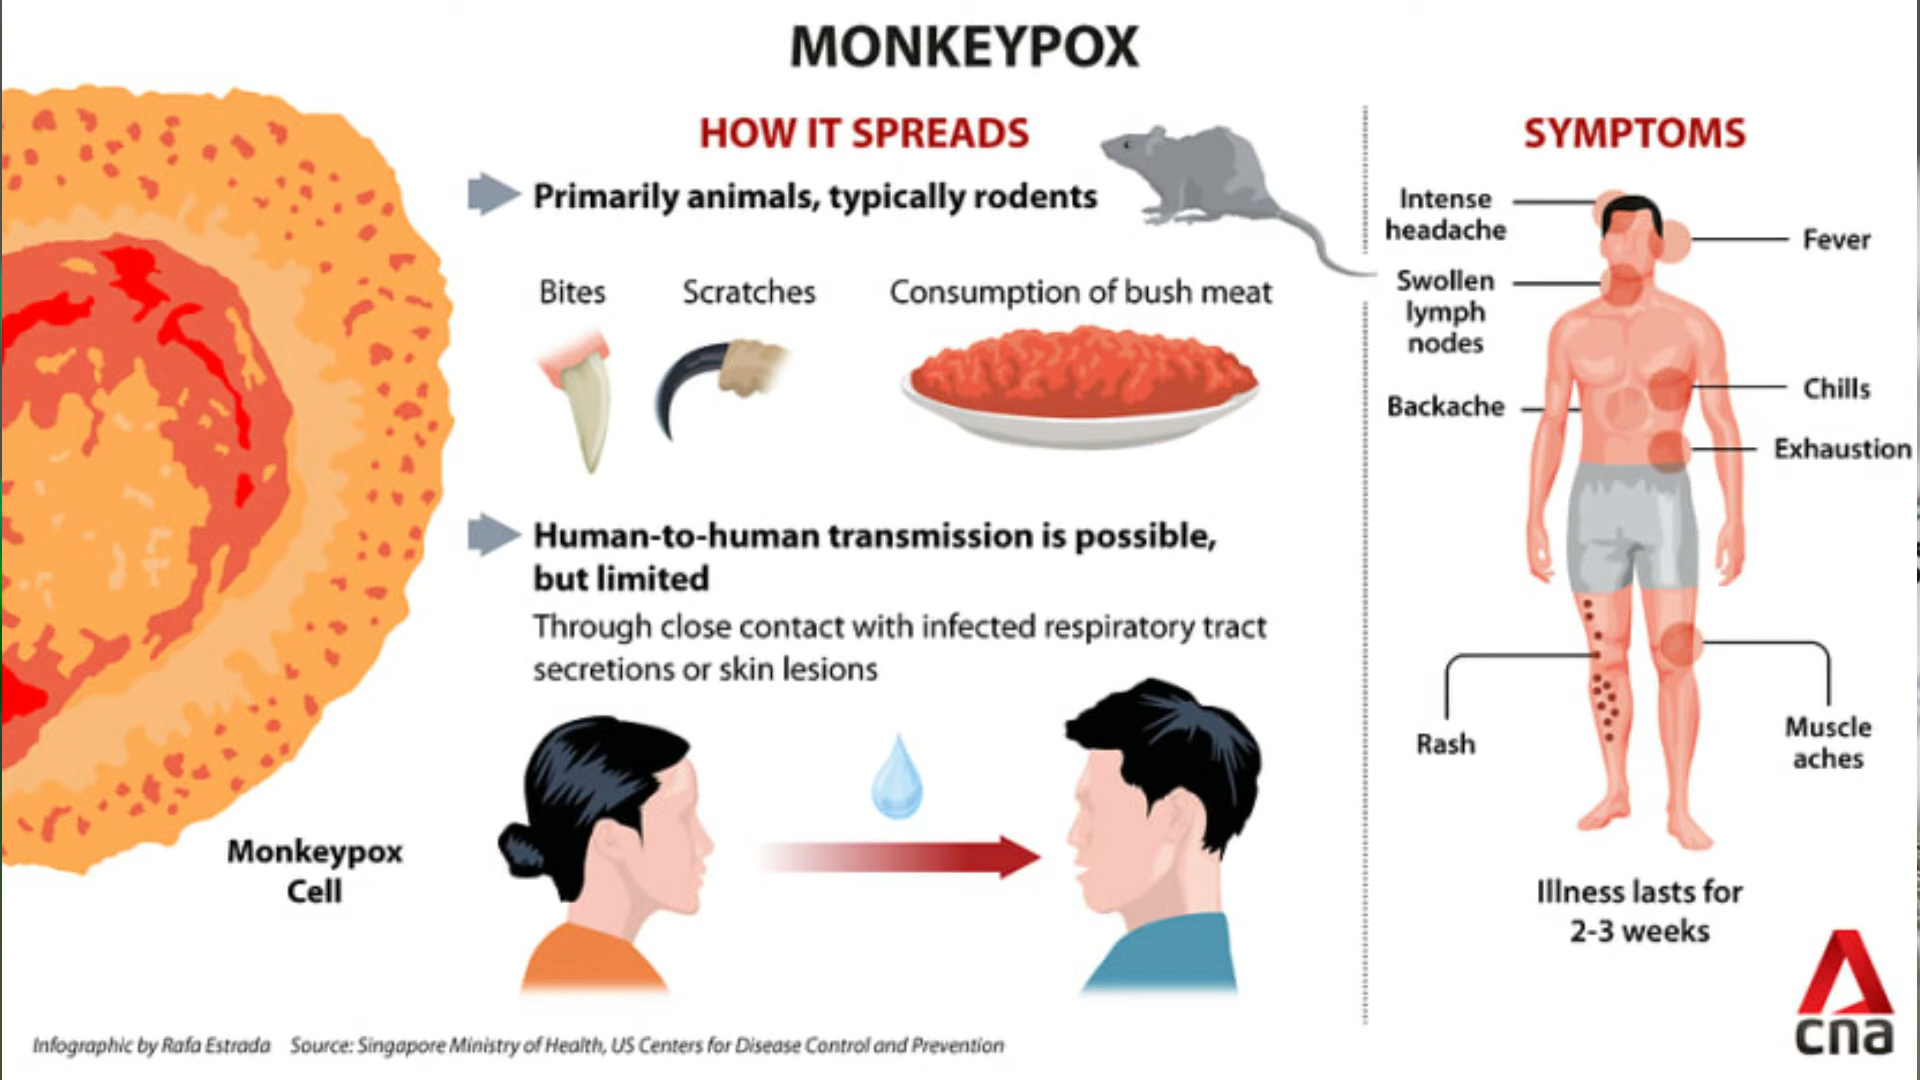 MONKEYPOX
HOW IT SPREADS
Primarily animals, typically rodents
Bites
Scratches
Consumption of bush meat
Human-to-human transmission is possible,
but limited
Through close contact with infected respiratory tract
secretions or skin lesions
Monkeypox
Cell
SYMPTOMS
Intense
headache
Fever
Swollen
lymph
nodes
Chills
Backache
Exhaustion
Rash
Muscle
aches
Illness lasts for
2-3 weeks
Infographic by Rafa Estrada Source: Singapore Ministry of Health, US Centers for Disease Control and Prevention
cna